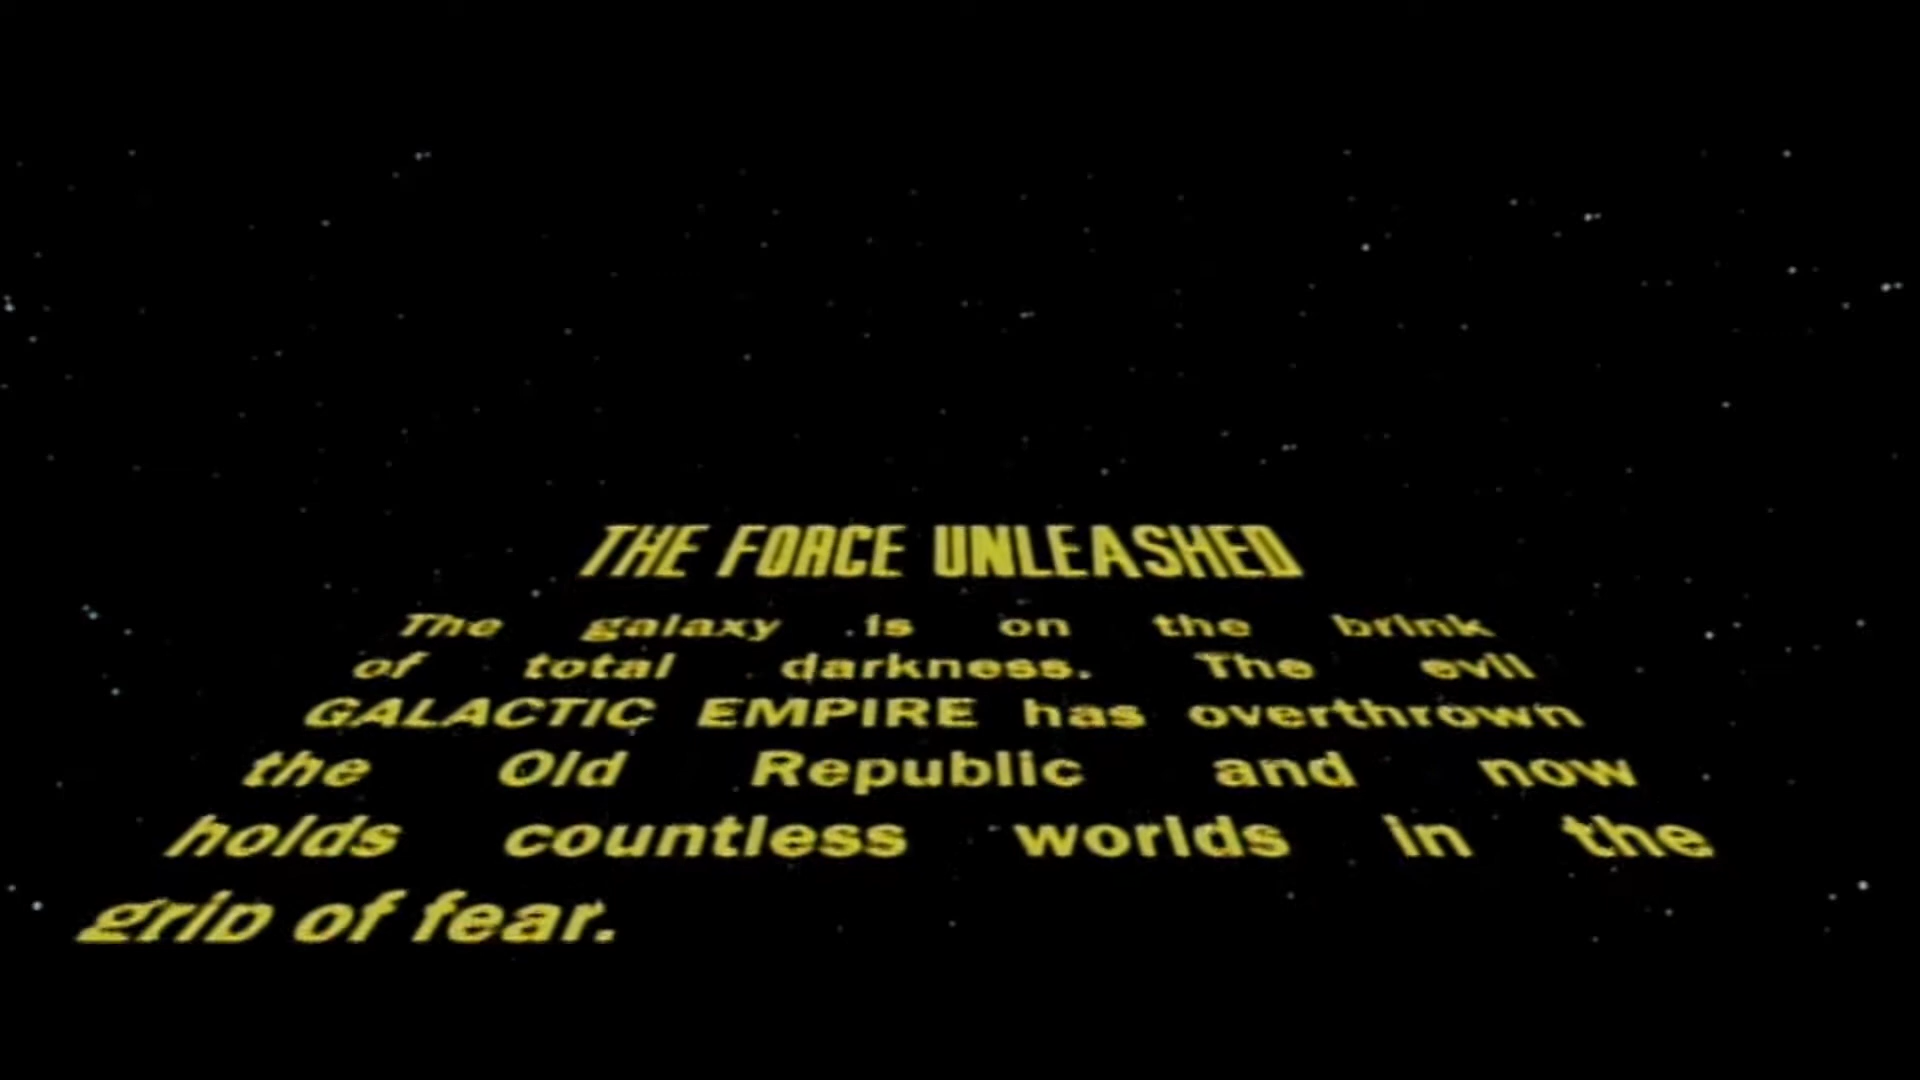 THE FORCE UNLEASHED
The galaxy is on the brink
of total darkness. The evil
GALACTIC EMPIRE has overthrown
the Old Republic and now
holds countless worlds in the
grip of fear.